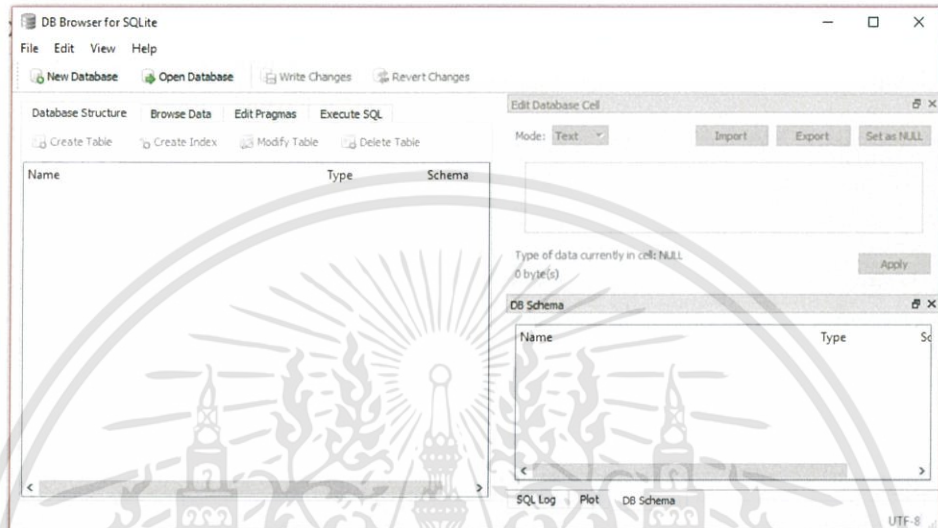 DB Browser for SQLite
File Edit View Help
New Database Open Database Write Changes Revert Changes
Database Structure Browse Data Edit Pragmas Execute SQL
Create Table Create Index Modify Table Delete Table
Name Type Schema
Edit Database Cell
Mode: Text Import Export Set as NULL
Type of data currently in cell: NULL
0 byte(s)
Apply
DB Schema
Name Type Sc
SQL Log Plot DB Schema
UTF-8